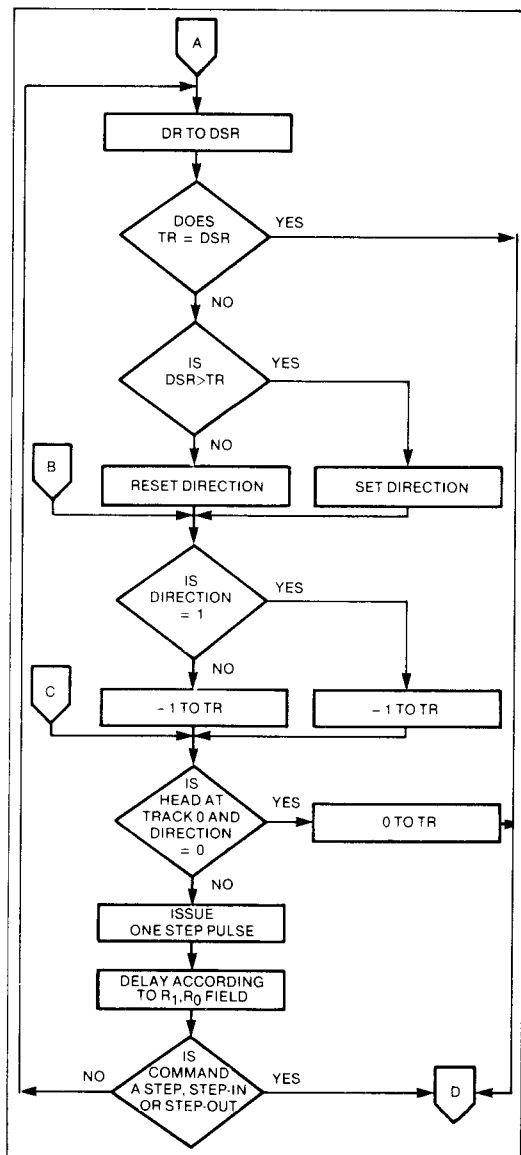 A
DR TO DSR
DOES
TR = DSR
YES
NO
IS
DSR>TR
YES
NO
B
RESET DIRECTION
SET DIRECTION
IS
DIRECTION
= 1
YES
NO
C
- 1 TO TR
- 1 TO TR
IS
HEAD AT
TRACK 0 AND
DIRECTION
= 0
YES
0 TO TR
NO
ISSUE
ONE STEP PULSE
DELAY ACCORDING
TO R₁,R₀ FIELD
IS
COMMAND
A STEP, STEP-IN
OR STEP-OUT
NO
YES
D